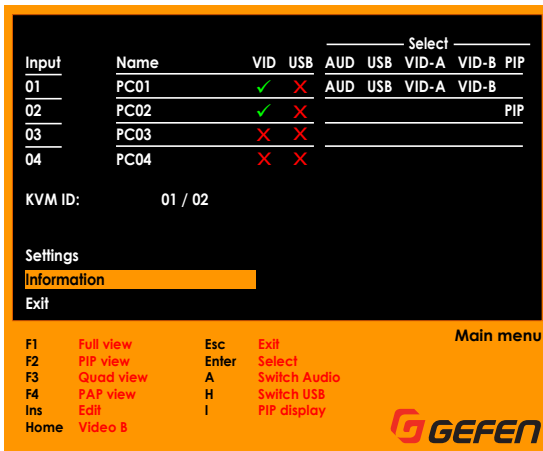 Select
Input Name VID USB AUD USB VID-A VID-B PIP
01 PC01 ✓ X AUD USB VID-A VID-B
02 PC02 ✓ X PIP
03 PC03 X X
04 PC04 X X
KVM ID: 01 / 02
Settings
Information
Exit
Main menu
F1 Full view Esc Exit
F2 PIP view Enter Select
F3 Quad view A Switch Audio
F4 PAP view H Switch USB
Ins Edit I PIP display
Home Video B
GEFEN